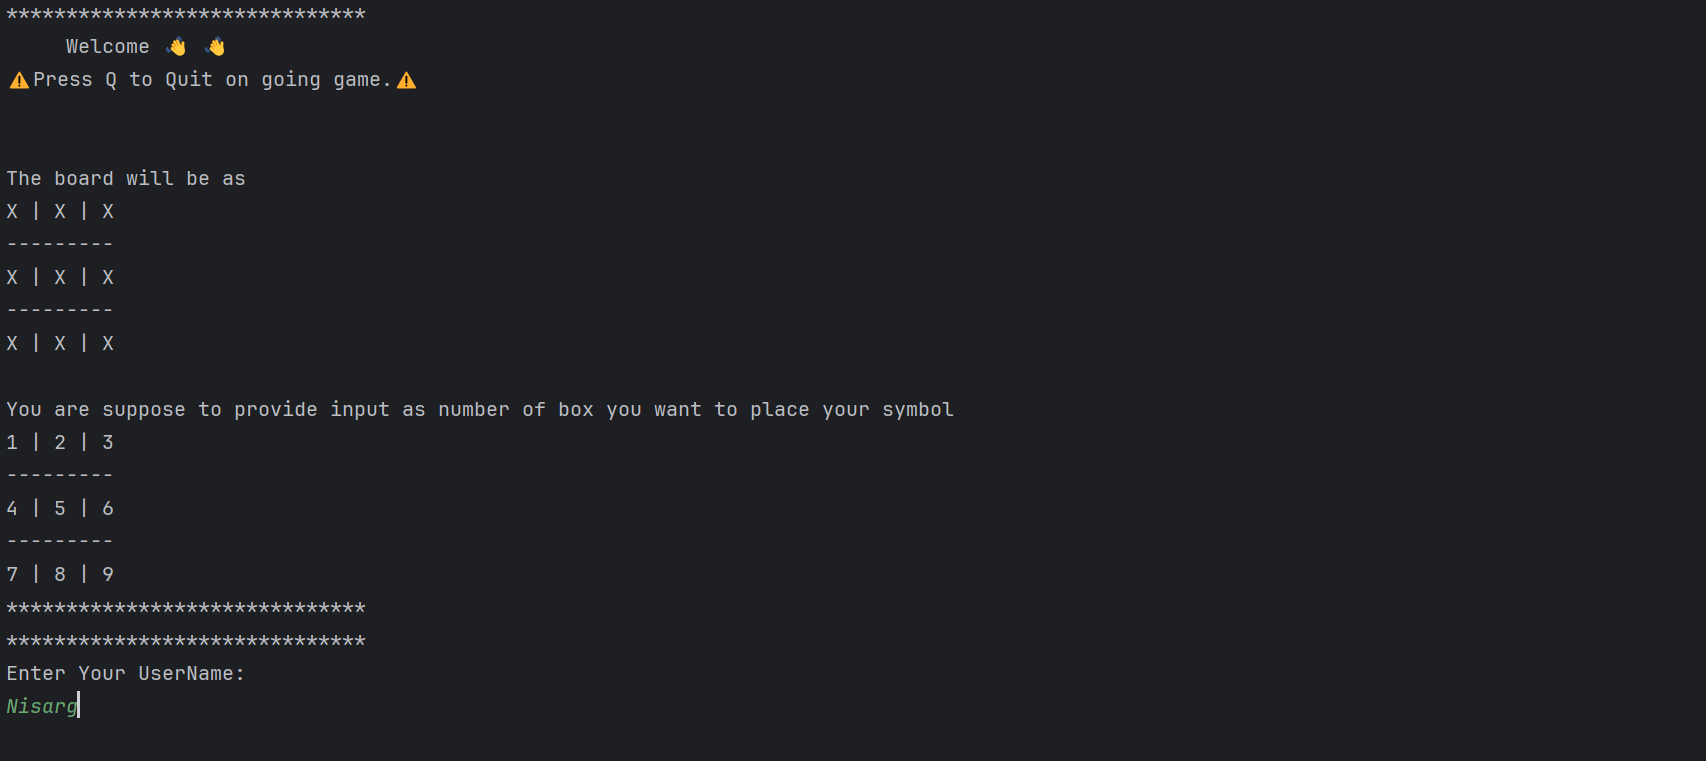 ******************************
Welcome 👋 👋
⚠️Press Q to Quit on going game.⚠️
The board will be as
X | X | X
---------
X | X | X
---------
X | X | X
You are suppose to provide input as number of box you want to place your symbol
1 | 2 | 3
---------
4 | 5 | 6
---------
7 | 8 | 9
******************************
******************************
Enter Your UserName:
Nisarg